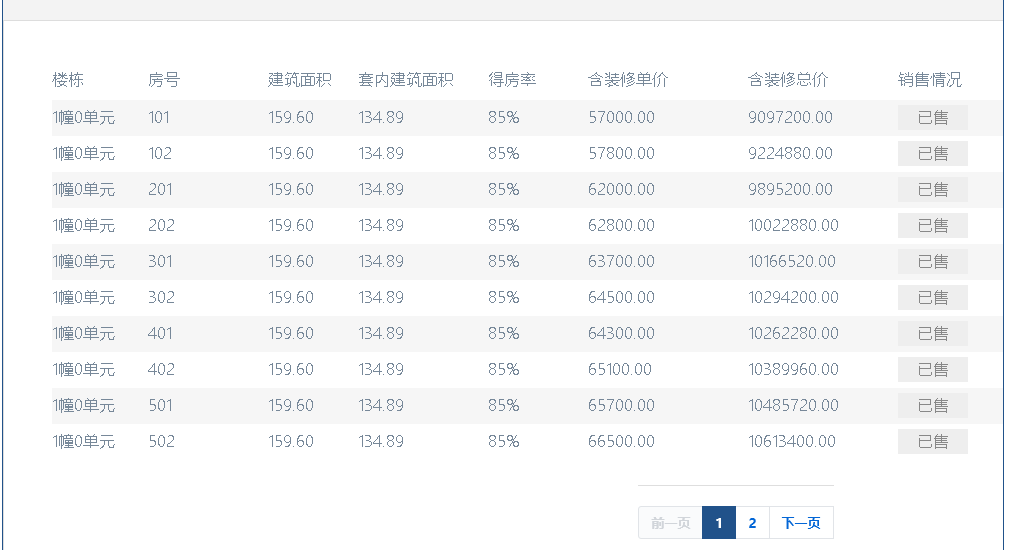 楼栋 房号 建筑面积 套内建筑面积 得房率 含装修单价 含装修总价 销售情况
1幢0单元 101 159.60 134.89 85% 57000.00 9097200.00 已售
1幢0单元 102 159.60 134.89 85% 57800.00 9224880.00 已售
1幢0单元 201 159.60 134.89 85% 62000.00 9895200.00 已售
1幢0单元 202 159.60 134.89 85% 62800.00 10022880.00 已售
1幢0单元 301 159.60 134.89 85% 63700.00 10166520.00 已售
1幢0单元 302 159.60 134.89 85% 64500.00 10294200.00 已售
1幢0单元 401 159.60 134.89 85% 64300.00 10262280.00 已售
1幢0单元 402 159.60 134.89 85% 65100.00 10389960.00 已售
1幢0单元 501 159.60 134.89 85% 65700.00 10485720.00 已售
1幢0单元 502 159.60 134.89 85% 66500.00 10613400.00 已售
前一页 1 2 下一页